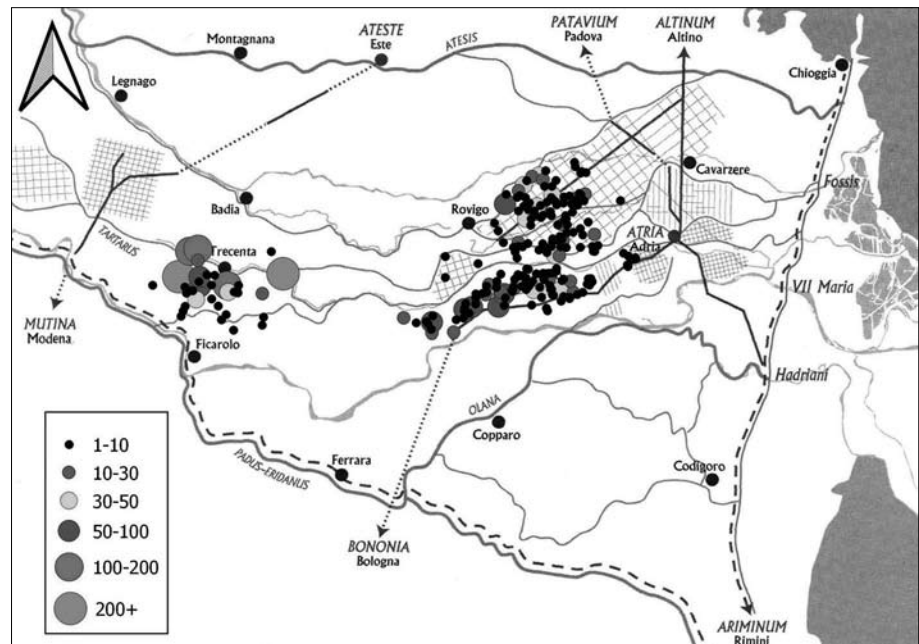 PATAVIUM
Padova
ALTINUM
Altino
ATESTE
Este
Montagnana
ATESIS
Chioggia
Legnago
Cavarzere
Fossis
Badia
Rovigo
ATRIA
Adria
TARTARUS
Trecenta
VII Maria
MUTINA
Modena
Ficarolo
Hadriani
OLANA
Copparo
1-10
10-30
30-50
50-100
100-200
200+
PADUS-ERIDANUS
Ferrara
Codigoro
BONONIA
Bologna
ARIMINUM
Rimini